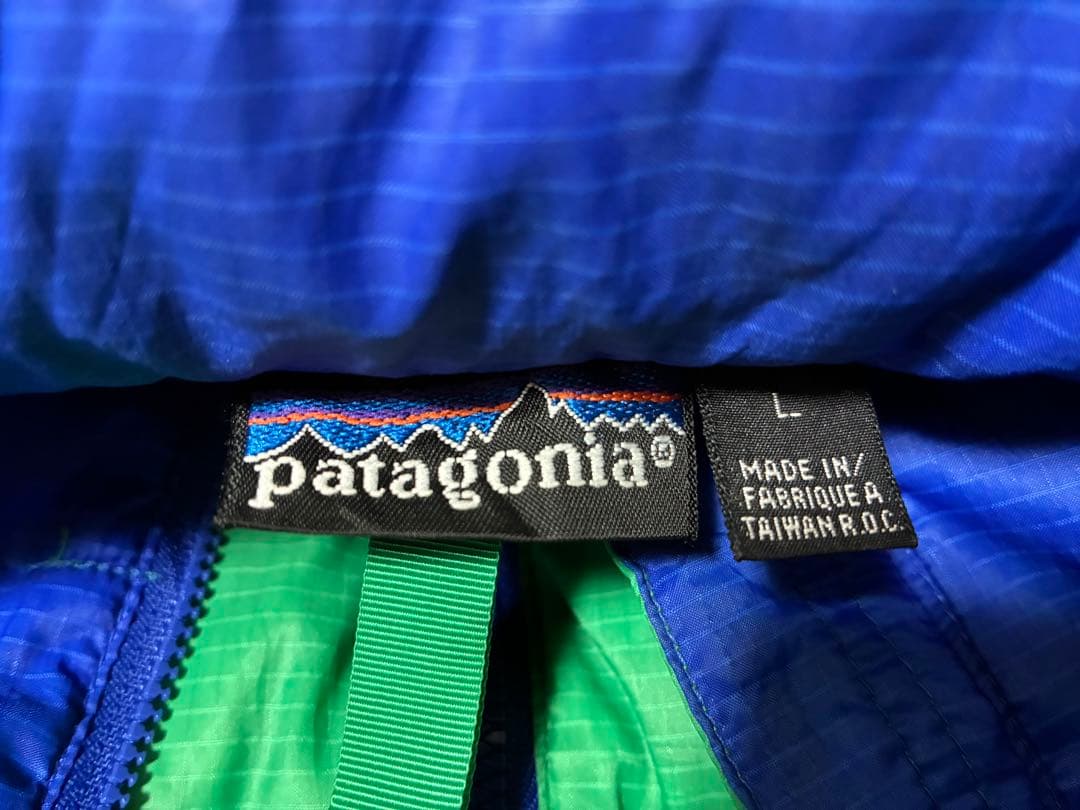 patagonia®
L
MADE IN/
FABRIQUE A
TAIWAN R.O.C.